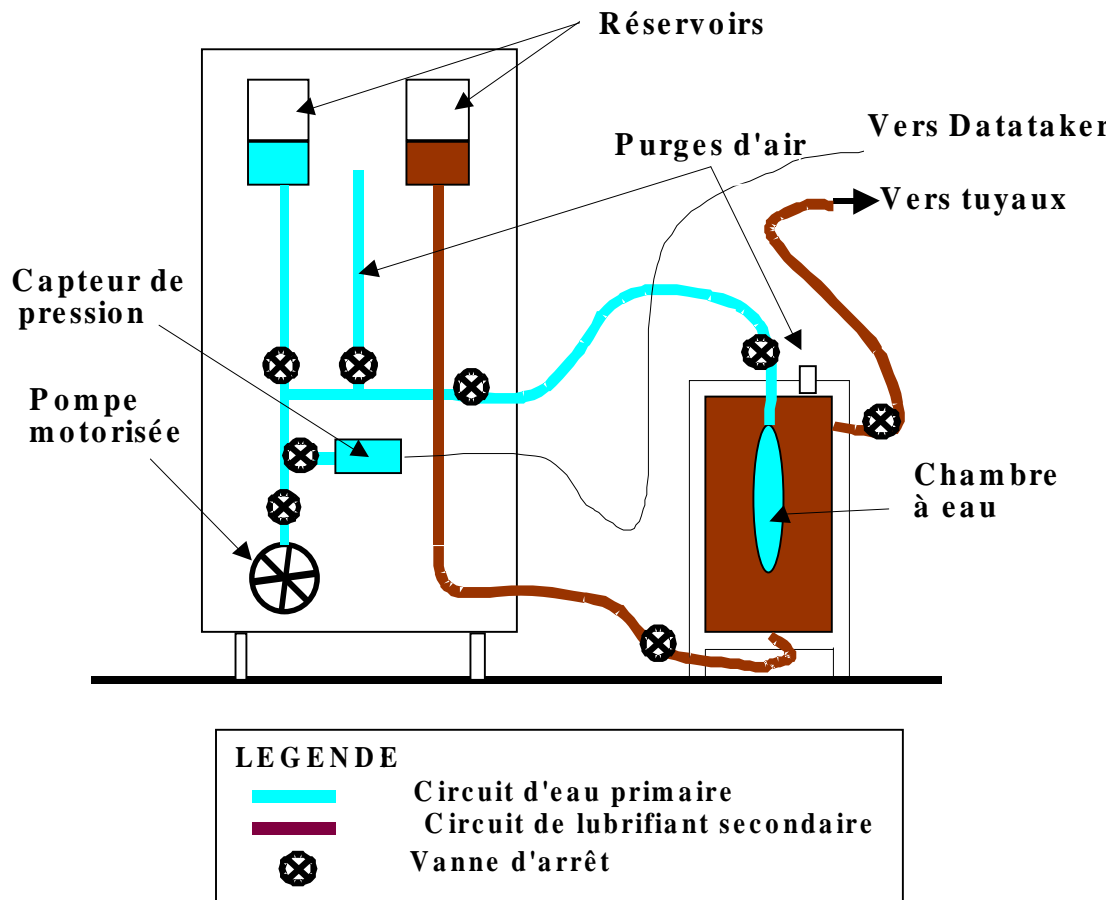 Réservoirs
Vers Datataker
Purges d'air
Vers tuyaux
Capteur de
pression
Pompe
motorisée
Chambre
à eau
LEGENDE
Circuit d'eau primaire
Circuit de lubrifiant secondaire
Vanne d'arrêt